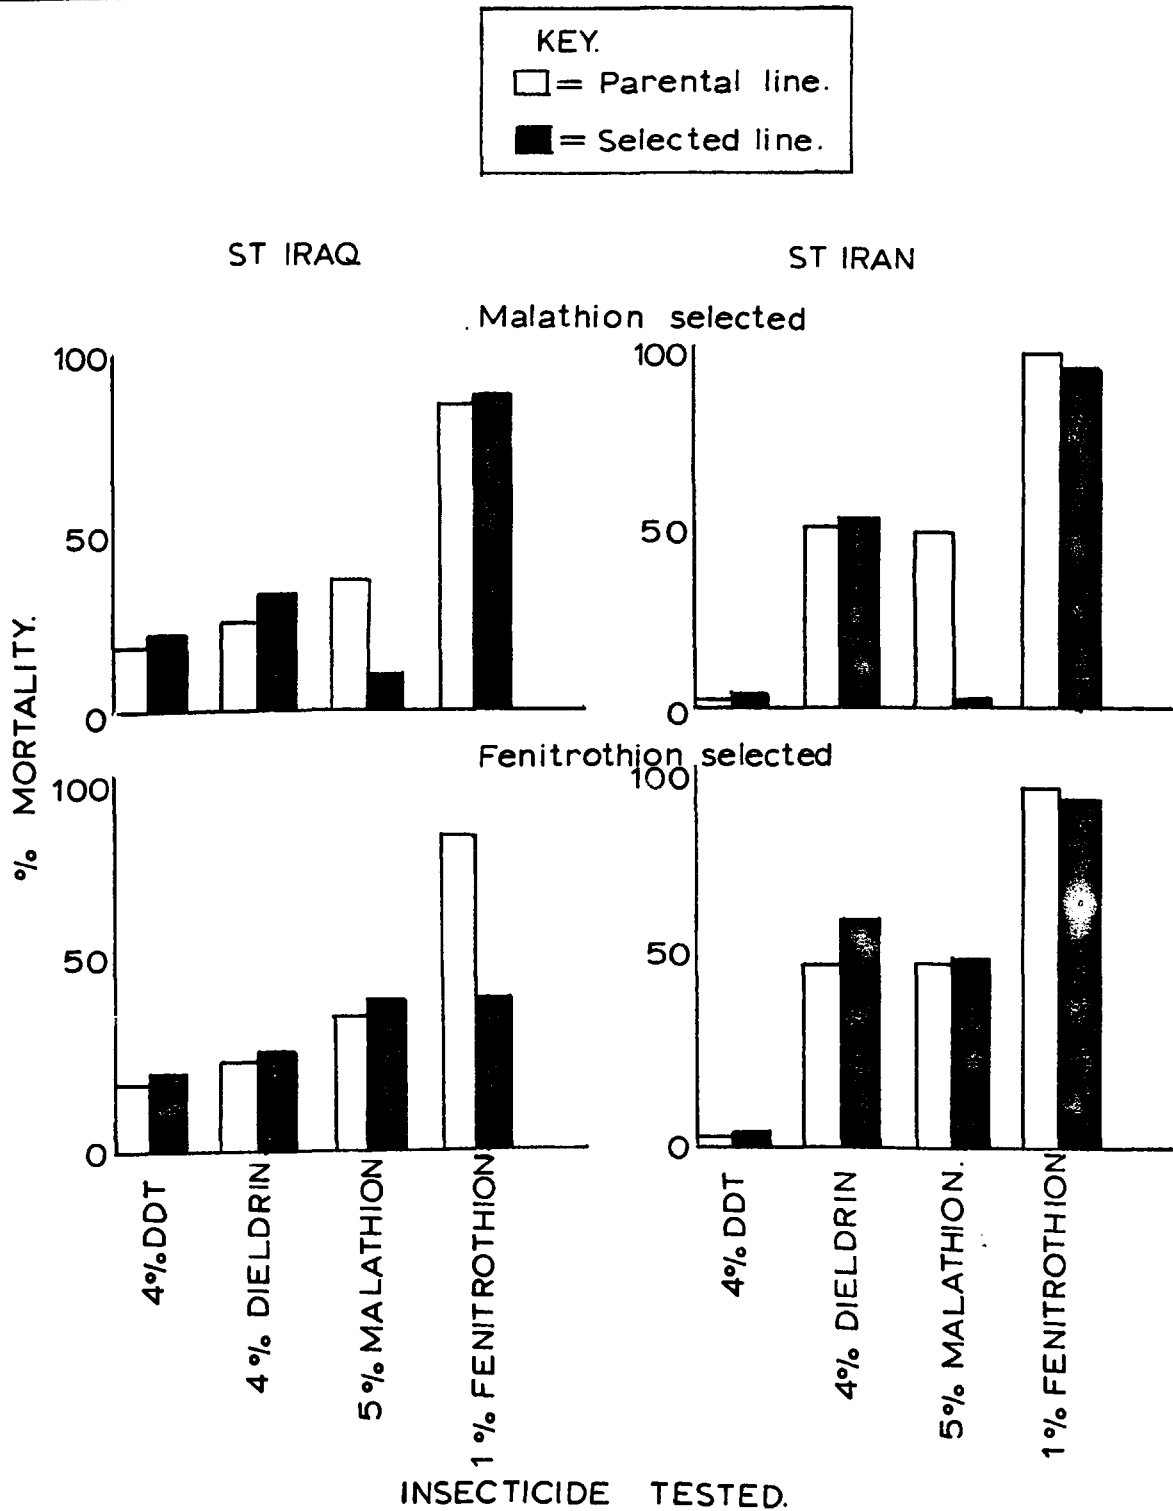 KEY.
= Parental line.
= Selected line.
ST IRAQ
ST IRAN
Malathion selected
100
50
0
100
50
0
Fenitrothion selected
100
50
0
100
50
0
% MORTALITY.
4%DDT
4% DIELDRIN
5% MALATHION
1% FENITROTHION
4% DDT
4% DIELDRIN
5% MALATHION.
1% FENITROTHION
INSECTICIDE TESTED.